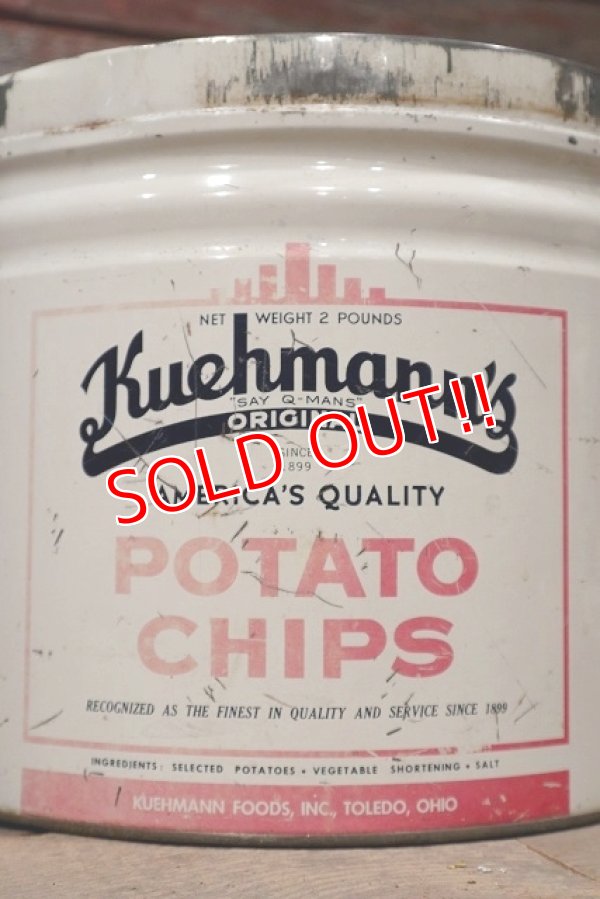 NET WEIGHT 2 POUNDS
Kuehmann's
"SAY Q-MANS"
ORIGINAL
SINCE
1899
SOLD OUT!!
AMERICA'S QUALITY
POTATO
CHIPS
RECOGNIZED AS THE FINEST IN QUALITY AND SERVICE SINCE 1899
INGREDIENTS: SELECTED POTATOES • VEGETABLE SHORTENING • SALT
KUEHMANN FOODS, INC., TOLEDO, OHIO